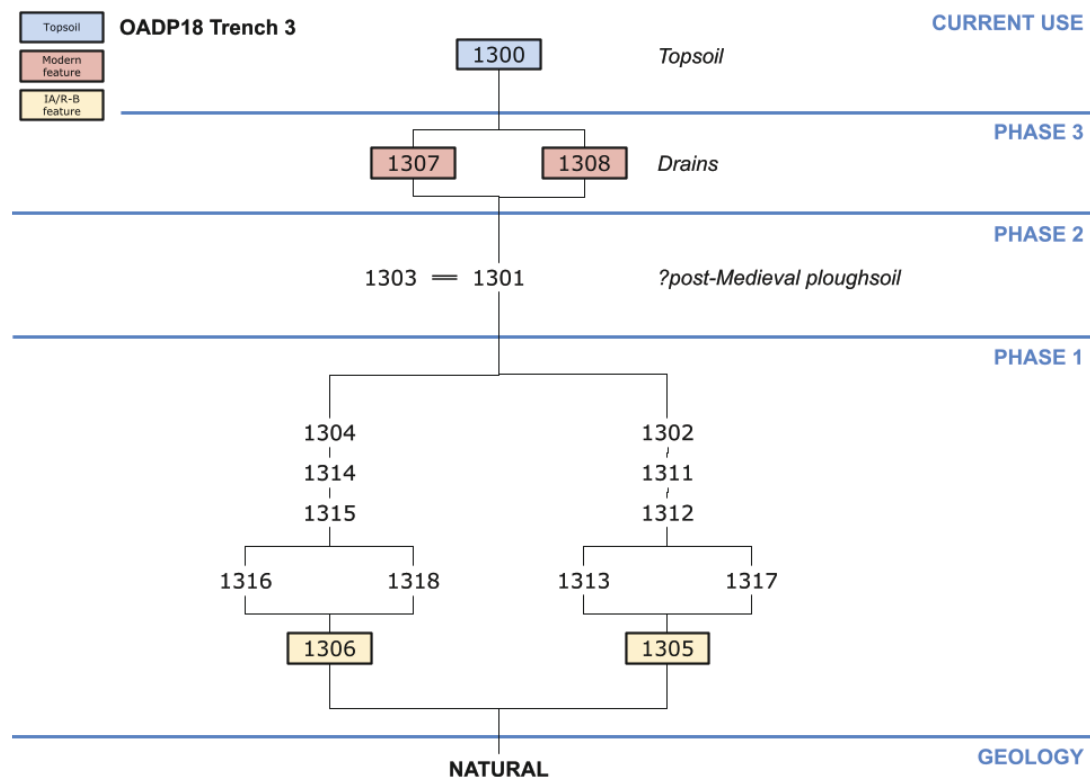 Topsoil
OADP18 Trench 3
CURRENT USE
Modern
feature
1300
Topsoil
IA/R-B
feature
PHASE 3
1307
1308
Drains
PHASE 2
1303 = 1301
?post-Medieval ploughsoil
PHASE 1
1304
1302
1314
1311
1315
1312
1316
1318
1313
1317
1306
1305
GEOLOGY
NATURAL